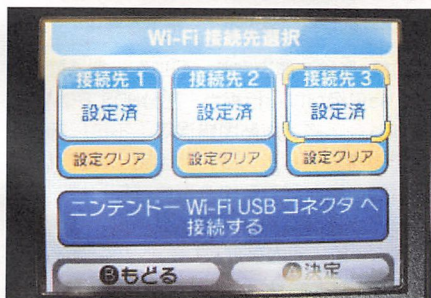 Wi-Fi 接続先選択
接続先 1 接続先 2 接続先 3
設定済 設定済 設定済
設定クリア 設定クリア 設定クリア
ニンテンドー Wi-Fi USB コネクタ へ
接続する
Ⓑもどる Ⓐ決定